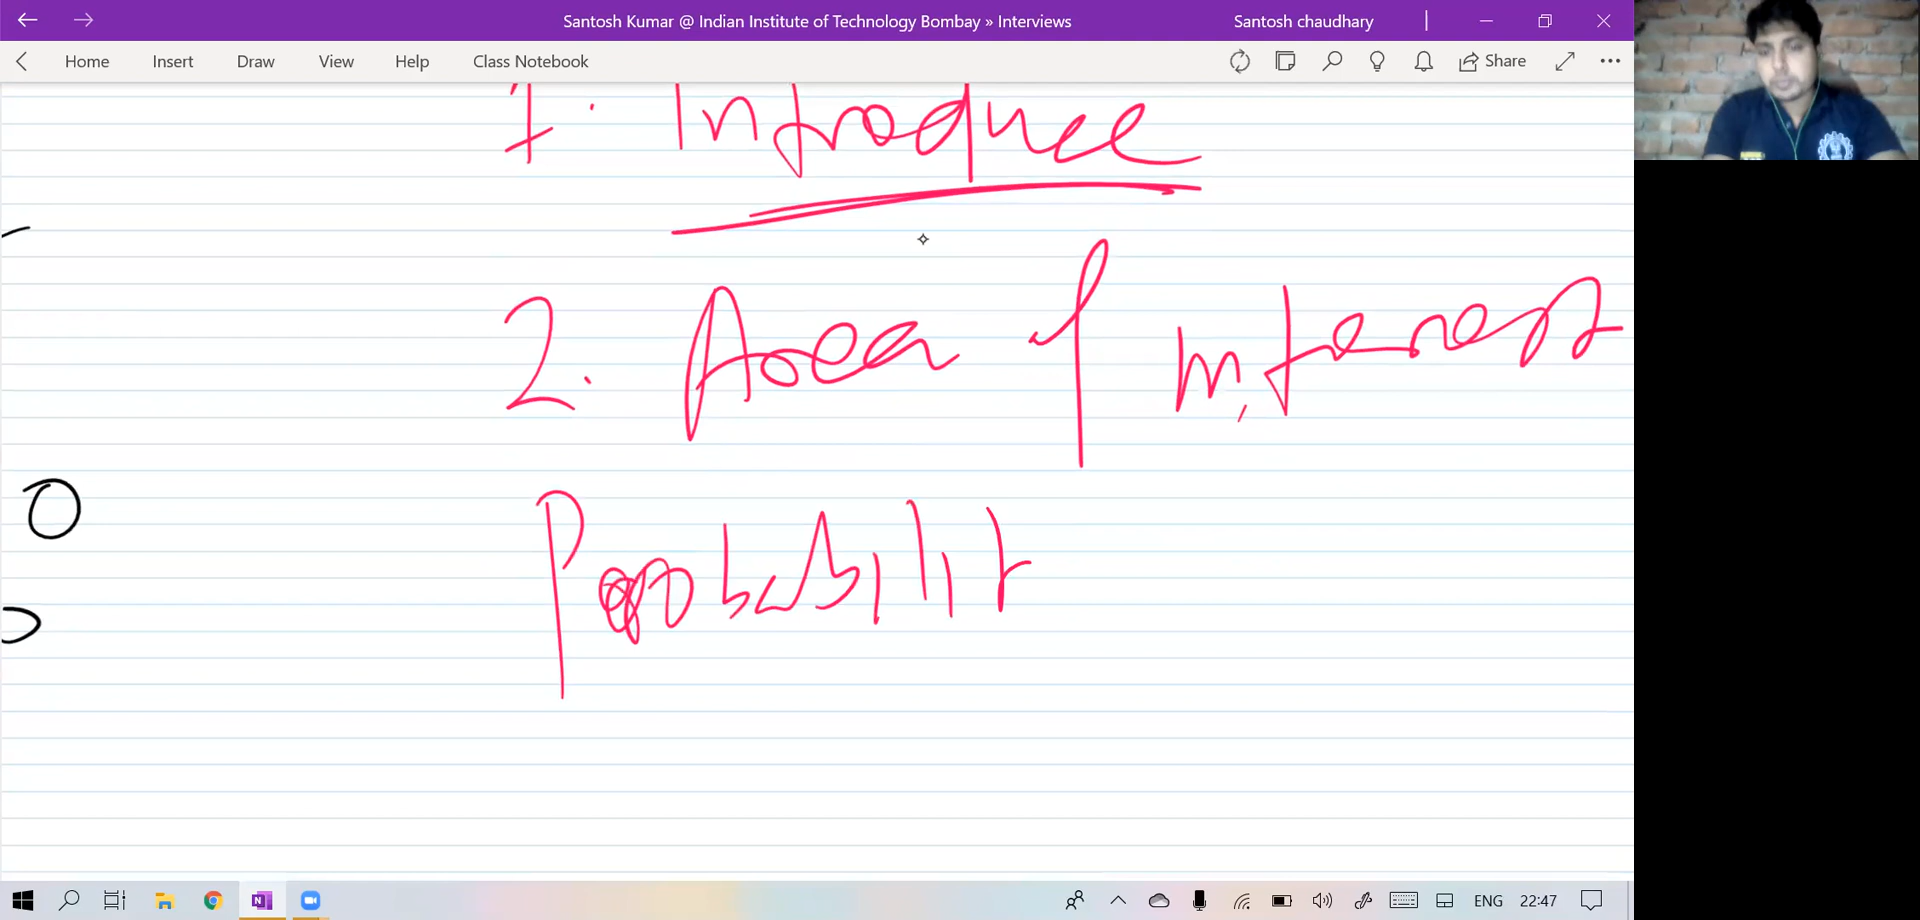 Santosh Kumar @ Indian Institute of Technology Bombay » Interviews
Santosh chaudhary
Home Insert Draw View Help Class Notebook
Share
1. Introduce
2. Area of Interest
Probabilit
ENG 22:47